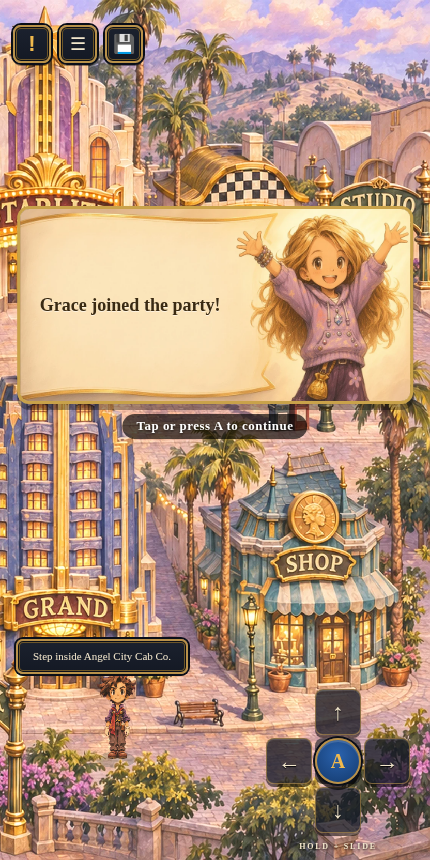 !
☰
STUDIO
Grace joined the party!
Tap or press A to continue
SHOP
GRAND
Step inside Angel City Cab Co.
↑
← A →
↓
HOLD + SLIDE